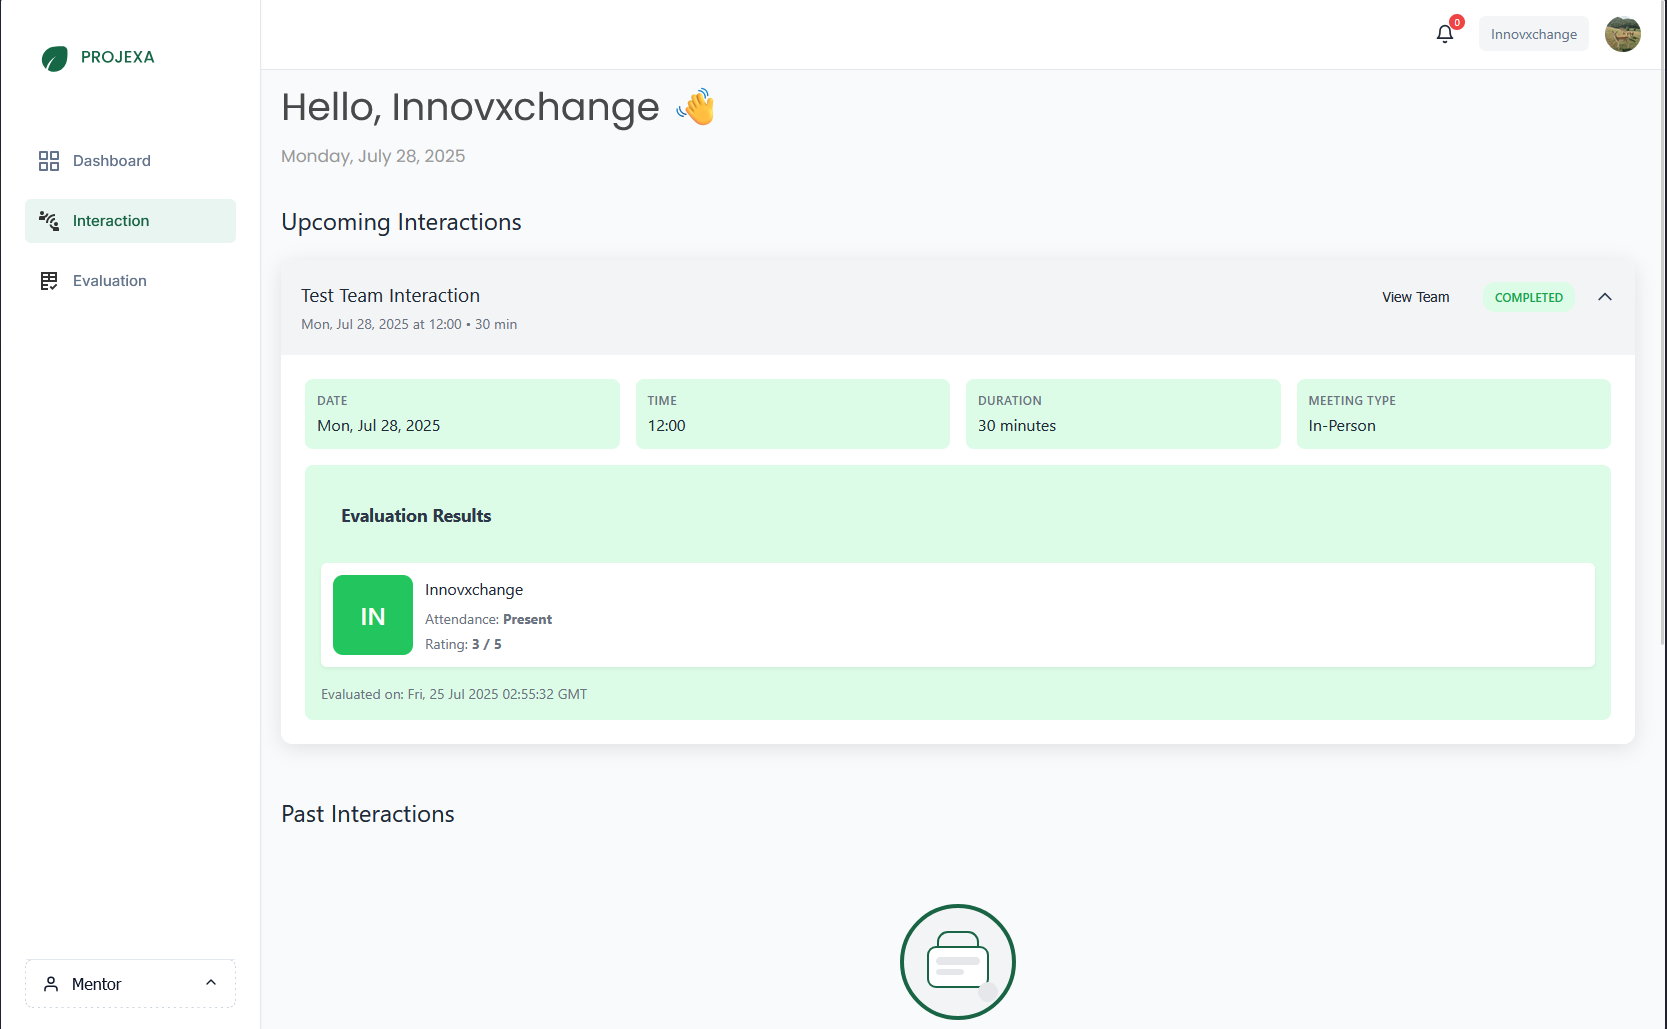 PROJEXA
0
Innovxchange
Dashboard
Interaction
Evaluation
Mentor
Hello, Innovxchange 👋
Monday, July 28, 2025
Upcoming Interactions
Test Team Interaction
Mon, Jul 28, 2025 at 12:00 • 30 min
View Team
COMPLETED
DATE
Mon, Jul 28, 2025
TIME
12:00
DURATION
30 minutes
MEETING TYPE
In-Person
Evaluation Results
IN
Innovxchange
Attendance: Present
Rating: 3 / 5
Evaluated on: Fri, 25 Jul 2025 02:55:32 GMT
Past Interactions